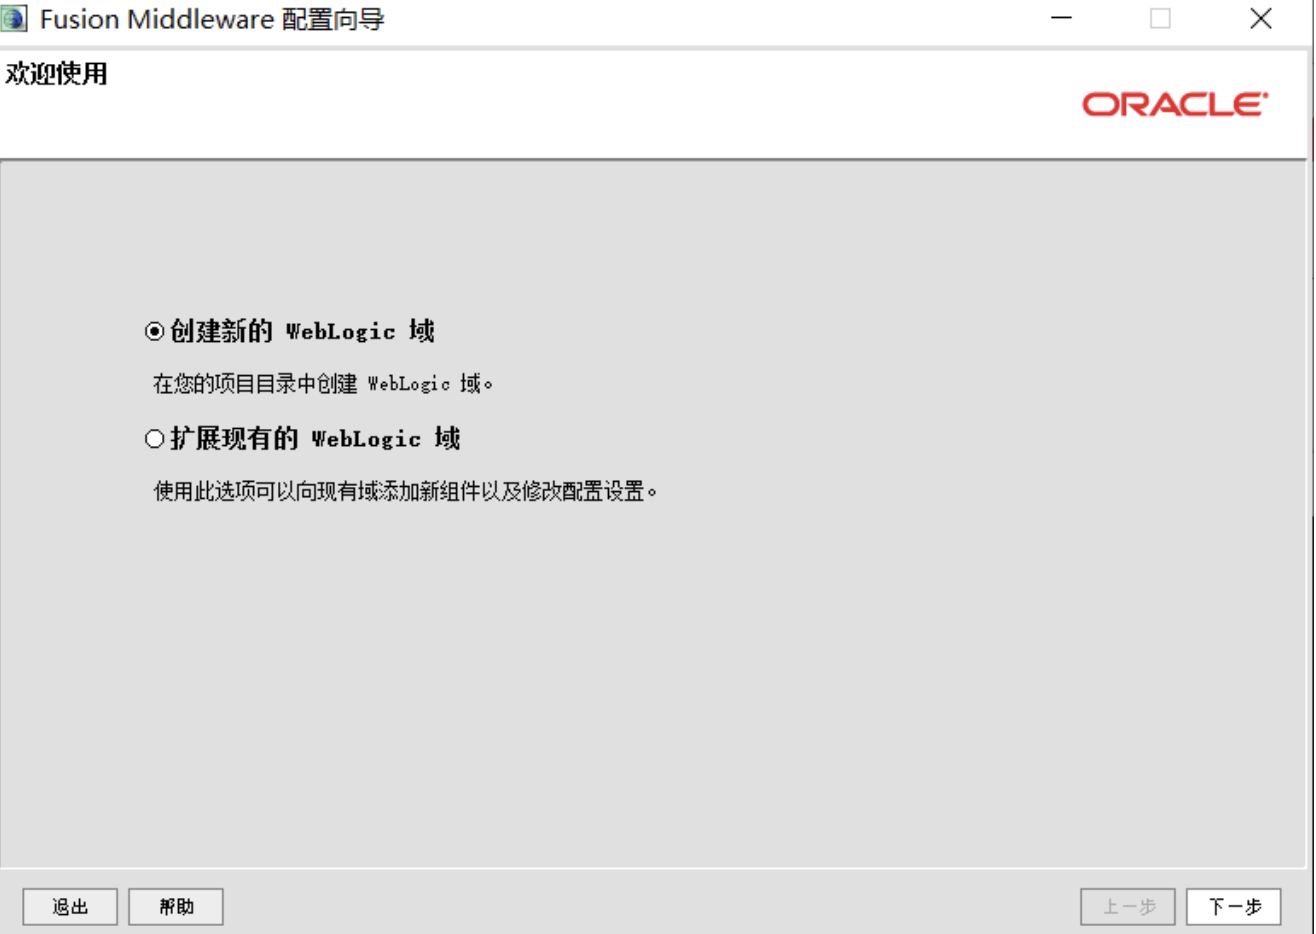 Fusion Middleware 配置向导
欢迎使用
ORACLE
创建新的 WebLogic 域
在您的项目目录中创建 WebLogic 域。
扩展现有的 WebLogic 域
使用此选项可以向现有域添加新组件以及修改配置设置。
退出 帮助 上一步 下一步